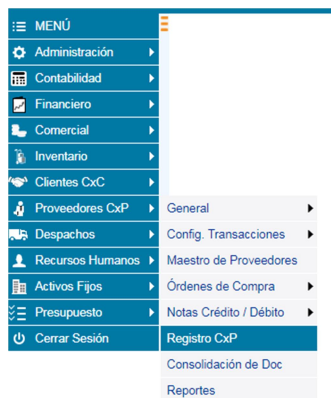 MENÚ
Administración
Contabilidad
Financiero
Comercial
Inventario
Clientes CxC
Proveedores CxP
General
Despachos
Config. Transacciones
Recursos Humanos
Maestro de Proveedores
Activos Fijos
Órdenes de Compra
Presupuesto
Notas Crédito / Débito
Cerrar Sesión
Registro CxP
Consolidación de Doc
Reportes